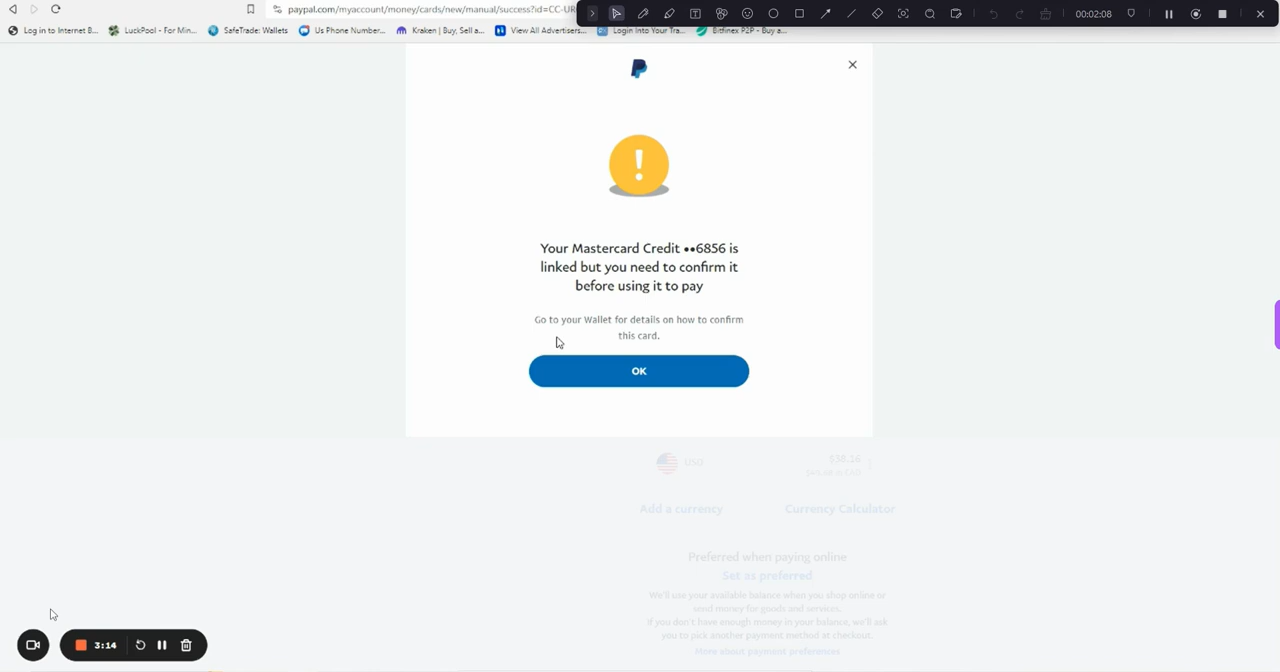 paypal.com/myaccount/money/cards/new/manual/success?id=CC-UR
00:02:08
Log in to Internet B... LuckPool - For Min... SafeTrade: Wallets Us Phone Number... Kraken | Buy, Sell a... View All Advertisers... Login Into Your Tra... Bitfinex P2P - Buy a...
Your Mastercard Credit ••6856 is
linked but you need to confirm it
before using it to pay
Go to your Wallet for details on how to confirm
this card.
OK
USD $38.26
Add a currency Currency Calculator
Preferred when paying online
Set as preferred
We'll use your available balance when you shop online or
send money for goods and services.
If you don't have enough money in your balance, we'll ask
you to pick another payment method at checkout.
More about payment preferences
3:14